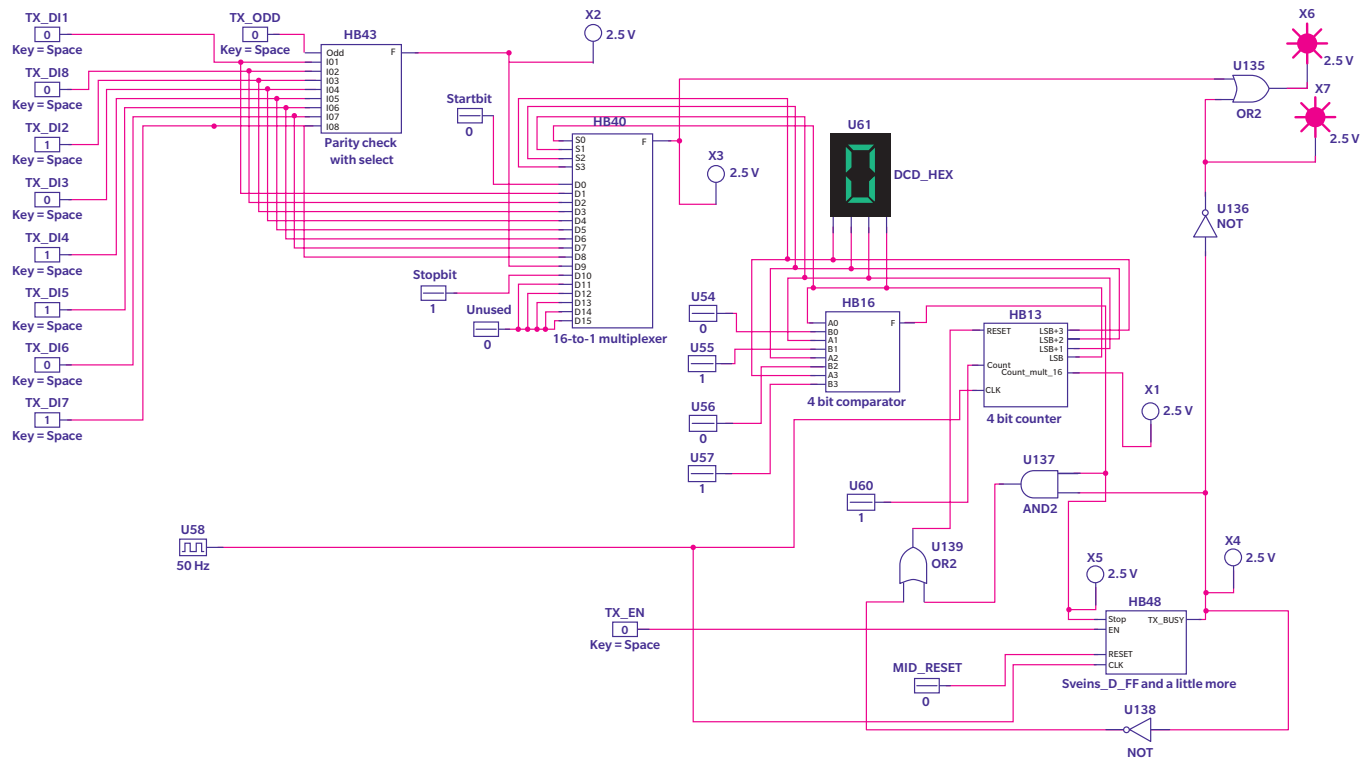 TX_DI1
0
Key = Space
TX_DI8
0
Key = Space
TX_DI2
1
Key = Space
TX_DI3
0
Key = Space
TX_DI4
1
Key = Space
TX_DI5
1
Key = Space
TX_DI6
0
Key = Space
TX_DI7
1
Key = Space
TX_ODD
0
Key = Space
HB43
Odd
I01
I02
I03
I04
I05
I06
I07
I08
F
Parity check
with select
X2
2.5 V
Startbit
0
HB40
S0
S1
S2
S3
D0
D1
D2
D3
D4
D5
D6
D7
D8
D9
D10
D11
D12
D13
D14
D15
F
16-to-1 multiplexer
Stopbit
1
Unused
0
X3
2.5 V
U61
0
DCD_HEX
X6
2.5 V
U135
OR2
X7
2.5 V
U136
NOT
U54
0
U55
1
U56
0
U57
1
HB16
A0
B0
A1
B1
A2
B2
A3
B3
F
4 bit comparator
HB13
RESET
Count
CLK
LSB+3
LSB+2
LSB+1
LSB
Count_mult_16
4 bit counter
X1
2.5 V
U60
1
U137
AND2
U58
50 Hz
U139
OR2
X5
2.5 V
X4
2.5 V
TX_EN
0
Key = Space
HB48
Stop
EN
RESET
CLK
TX_BUSY
Sveins_D_FF and a little more
MID_RESET
0
U138
NOT